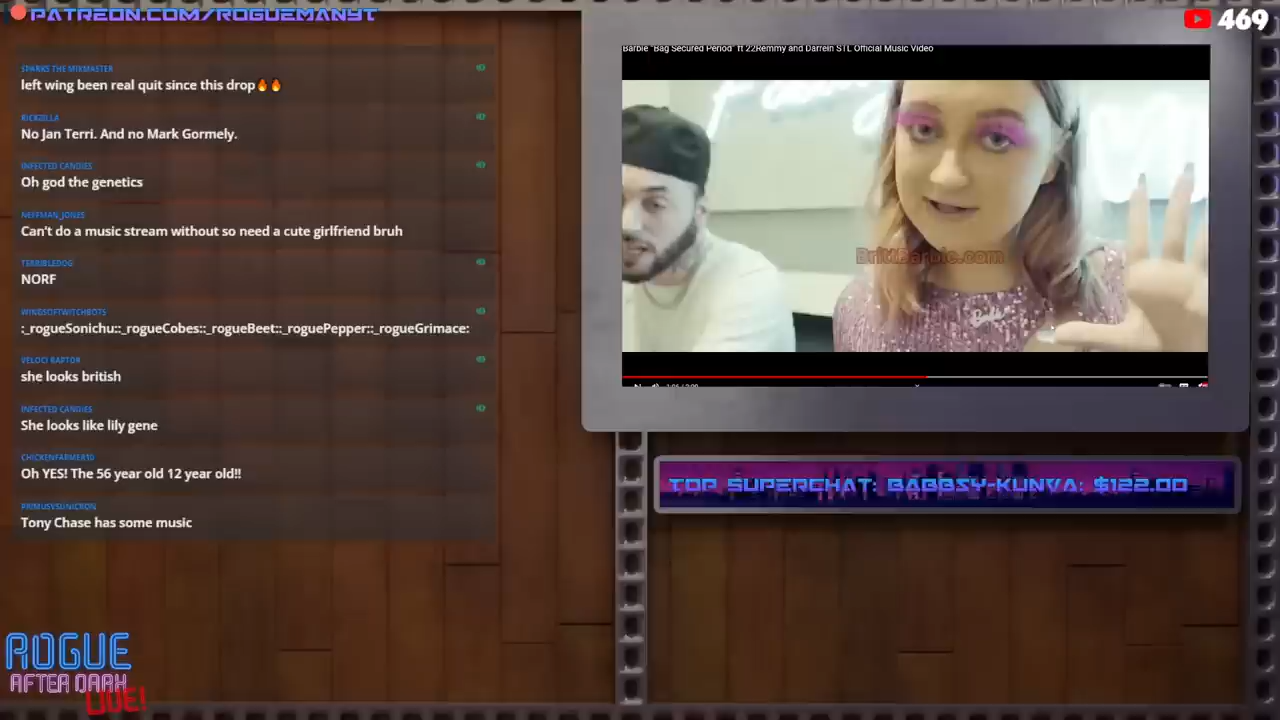 PATREON.COM/ROGUEMANYT
469
SPARKS THE MIXMASTER
left wing been real quit since this drop🔥🔥
RICKZILLA
No Jan Terri. And no Mark Gormely.
INFECTED CANDIES
Oh god the genetics
NEFFMAN_JONES
Can't do a music stream without so need a cute girlfriend bruh
TERRIBLEDOG
NORF
WINGSOFTWITCHBOTS
:_rogueSonichu::_rogueCobes::_rogueBeet::_roguePepper::_rogueGrimace:
VELOCI RAPTOR
she looks british
INFECTED CANDIES
She looks like lily gene
CHICKENFARMER10
Oh YES! The 56 year old 12 year old!!
PRIMUSVSUNICRON
Tony Chase has some music
Barbie "Bag Secured Period" ft 22Remmy and Darrein STL Official Music Video
BrittBarbie.com
Barbie
TOP SUPERCHAT: BABBSY-KUNVA: $122.00
ROGUE
AFTER DARK
LIVE!